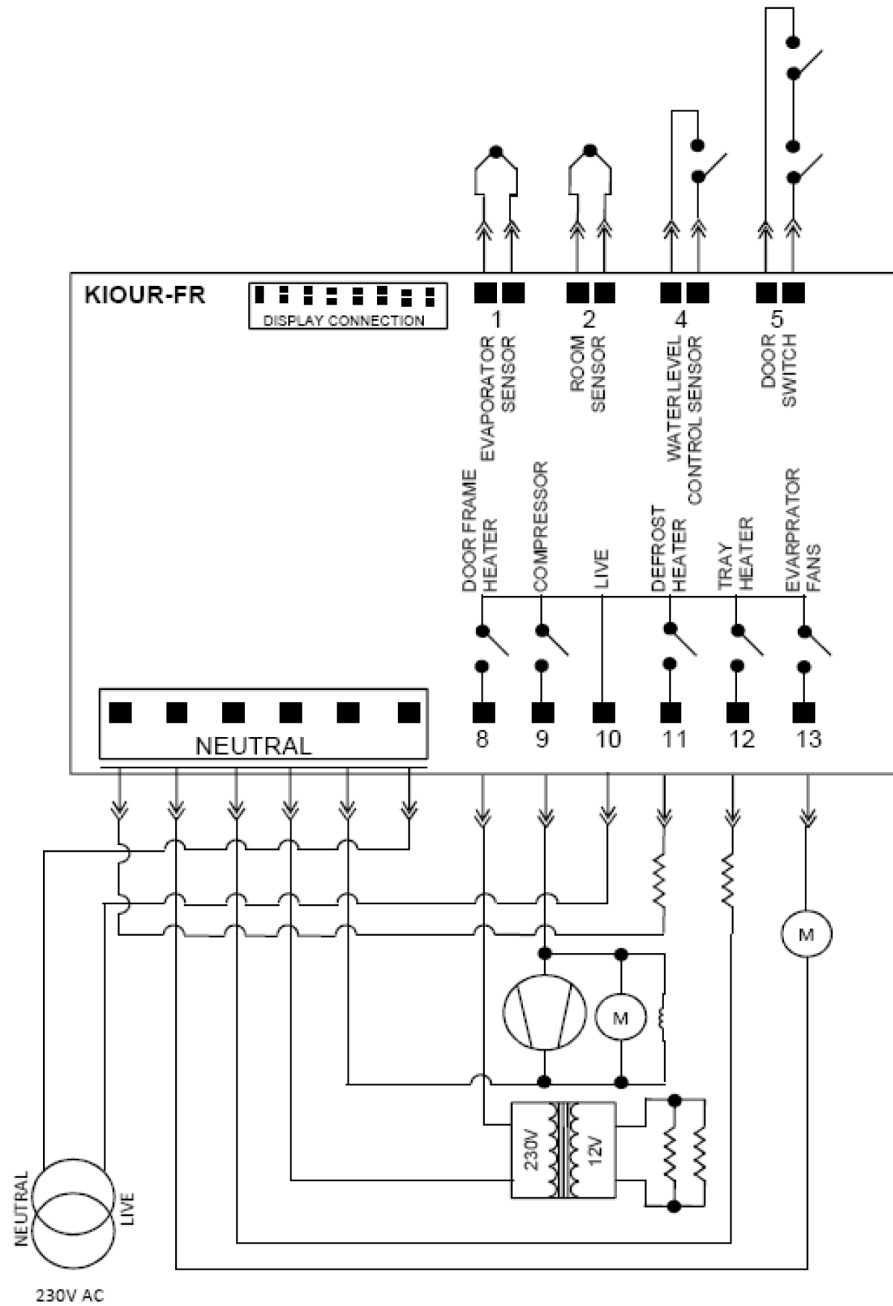 KIOUR-FR
DISPLAY CONNECTION
1
2
4
5
EVAPORATOR
SENSOR
ROOM
SENSOR
WATER LEVEL
CONTROL SENSOR
DOOR
SWITCH
DOOR FRAME
HEATER
COMPRESSOR
LIVE
DEFROST
HEATER
TRAY
HEATER
EVARPRATOR
FANS
NEUTRAL
8
9
10
11
12
13
M
M
230V
12V
NEUTRAL
LIVE
230V AC